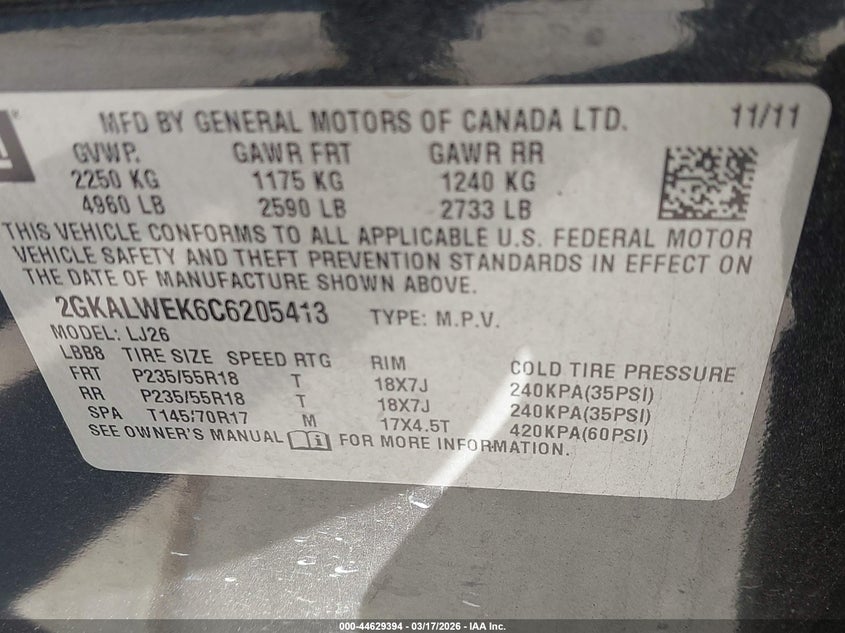 MFD BY GENERAL MOTORS OF CANADA LTD. 11/11
GVWP. GAWR FRT GAWR RR
2250 KG 1175 KG 1240 KG
4960 LB 2590 LB 2733 LB
THIS VEHICLE CONFORMS TO ALL APPLICABLE U.S. FEDERAL MOTOR
VEHICLE SAFETY AND THEFT PREVENTION STANDARDS IN EFFECT ON
THE DATE OF MANUFACTURE SHOWN ABOVE.
2GKALWEK6C6205413 TYPE: M.P.V.
MODEL: LJ26
LBB8 TIRE SIZE SPEED RTG RIM COLD TIRE PRESSURE
FRT P235/55R18 T 18X7J 240KPA(35PSI)
RR P235/55R18 T 18X7J 240KPA(35PSI)
SPA T145/70R17 M 17X4.5T 420KPA(60PSI)
SEE OWNER'S MANUAL FOR MORE INFORMATION.
000-44629394 - 03/17/2026 - IAA Inc.